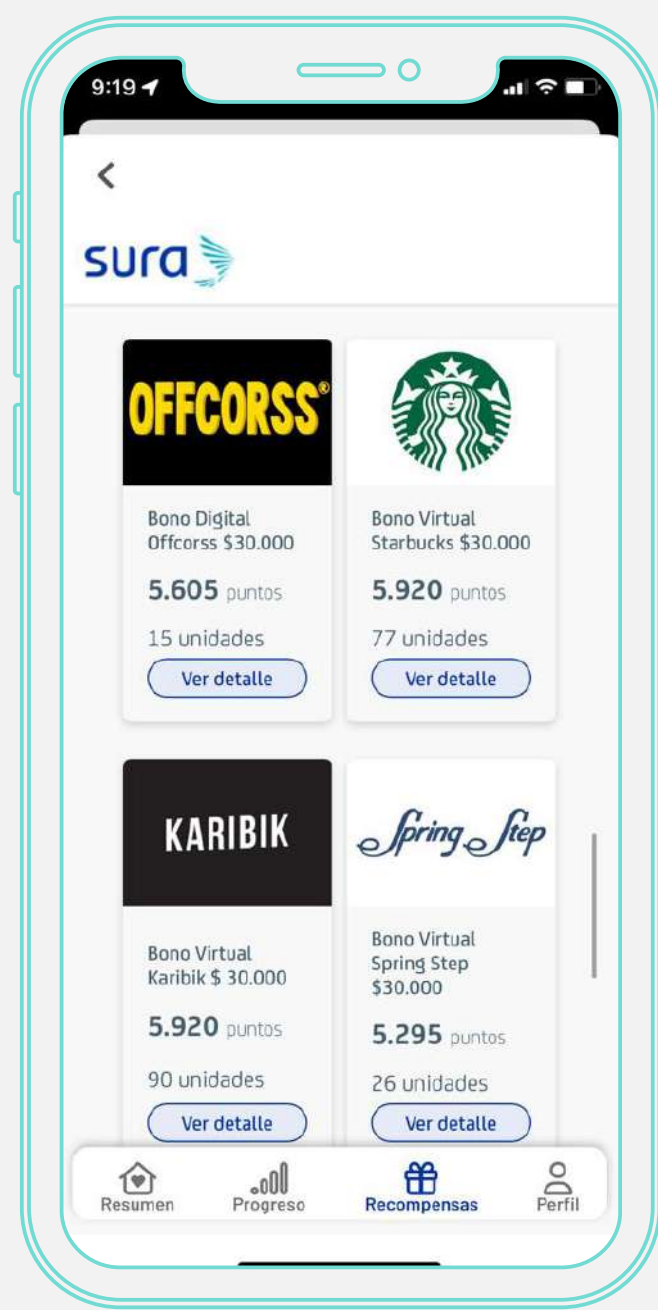 9:19
sura
OFFCORSS®
Bono Digital
Offcorss $30.000
5.605 puntos
15 unidades
Ver detalle
Bono Virtual
Starbucks $30.000
5.920 puntos
77 unidades
Ver detalle
KARIBIK
Bono Virtual
Karibik $ 30.000
5.920 puntos
90 unidades
Ver detalle
Spring Step
Bono Virtual
Spring Step
$30.000
5.295 puntos
26 unidades
Ver detalle
Resumen
Progreso
Recompensas
Perfil